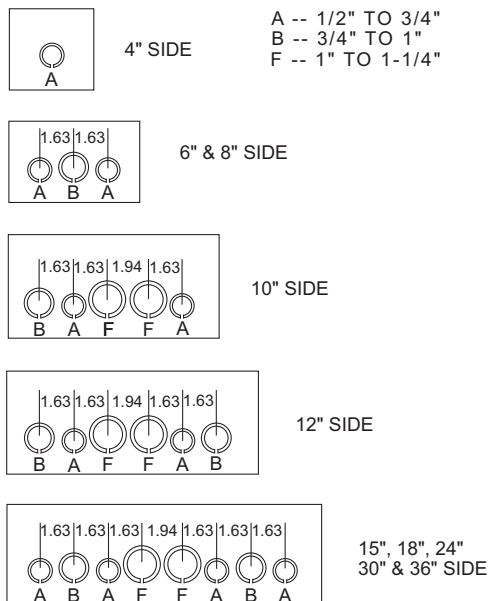 A -- 1/2" TO 3/4"
B -- 3/4" TO 1"
F -- 1" TO 1-1/4"
4" SIDE
A
1.63 1.63
6" & 8" SIDE
A B A
1.63 1.63 1.94 1.63
10" SIDE
B A F F A
1.63 1.63 1.94 1.63 1.63
12" SIDE
B A F F A B
1.63 1.63 1.63 1.94 1.63 1.63 1.63
15", 18", 24"
30" & 36" SIDE
A B A F F A B A